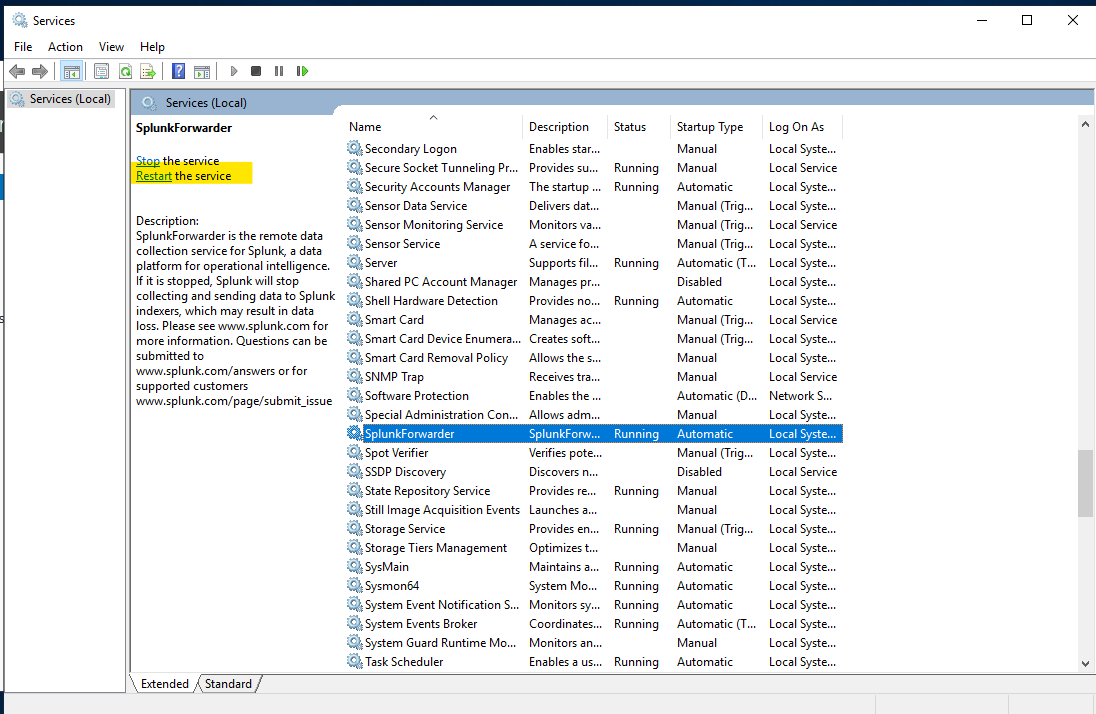 Services
File Action View Help
Services (Local)
Services (Local)
SplunkForwarder
Stop the service
Restart the service
Description:
SplunkForwarder is the remote data
collection service for Splunk, a data
platform for operational intelligence.
If it is stopped, Splunk will stop
collecting and sending data to Splunk
indexers, which may result in data
loss. Please see www.splunk.com for
more information. Questions can be
submitted to
www.splunk.com/answers or for
supported customers
www.splunk.com/page/submit_issue
Name Description Status Startup Type Log On As
Secondary Logon Enables star... Manual Local Syste...
Secure Socket Tunneling Pr... Provides su... Running Manual Local Service
Security Accounts Manager The startup ... Running Automatic Local Syste...
Sensor Data Service Delivers dat... Manual (Trig... Local Syste...
Sensor Monitoring Service Monitors va... Manual (Trig... Local Service
Sensor Service A service fo... Manual (Trig... Local Syste...
Server Supports fil... Running Automatic (T... Local Syste...
Shared PC Account Manager Manages pr... Disabled Local Syste...
Shell Hardware Detection Provides no... Running Automatic Local Syste...
Smart Card Manages ac... Manual (Trig... Local Service
Smart Card Device Enumera... Creates soft... Manual (Trig... Local Syste...
Smart Card Removal Policy Allows the s... Manual Local Syste...
SNMP Trap Receives tra... Manual Local Service
Software Protection Enables the ... Automatic (D... Network S...
Special Administration Con... Allows adm... Manual Local Syste...
SplunkForwarder SplunkForw... Running Automatic Local Syste...
Spot Verifier Verifies pote... Manual (Trig... Local Syste...
SSDP Discovery Discovers n... Disabled Local Service
State Repository Service Provides re... Running Manual Local Syste...
Still Image Acquisition Events Launches a... Manual Local Syste...
Storage Service Provides en... Running Manual (Trig... Local Syste...
Storage Tiers Management Optimizes t... Manual Local Syste...
SysMain Maintains a... Running Automatic Local Syste...
Sysmon64 System Mo... Running Automatic Local Syste...
System Event Notification S... Monitors sy... Running Automatic Local Syste...
System Events Broker Coordinates... Running Automatic (T... Local Syste...
System Guard Runtime Mo... Monitors an... Manual Local Syste...
Task Scheduler Enables a us... Running Automatic Local Syste...
Extended Standard